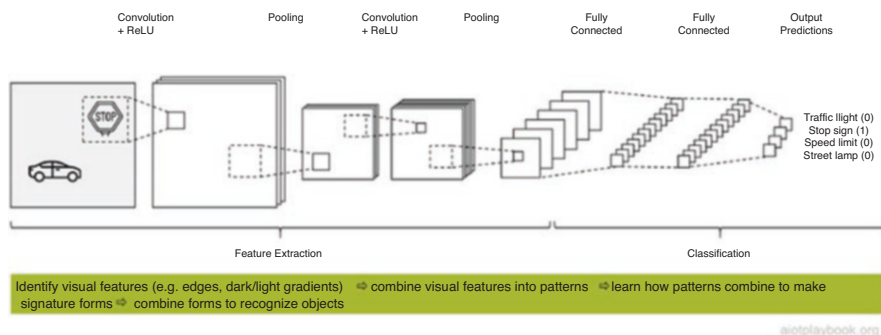 Convolution Pooling Convolution Pooling Fully Fully Output
+ ReLU + ReLU Connected Connected Predictions
STOP
Traffic llight (0)
Stop sign (1)
Speed limit (0)
Street lamp (0)
Feature Extraction Classification
Identify visual features (e.g. edges, dark/light gradients) ⇨ combine visual features into patterns ⇨ learn how patterns combine to make
signature forms ⇨ combine forms to recognize objects
aiotplaybook.org